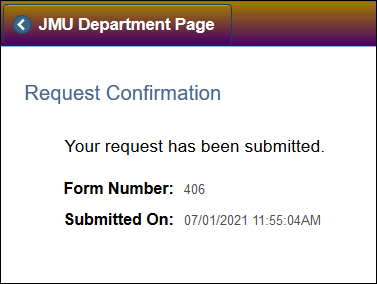 JMU Department Page
Request Confirmation
Your request has been submitted.
Form Number: 406
Submitted On: 07/01/2021 11:55:04AM